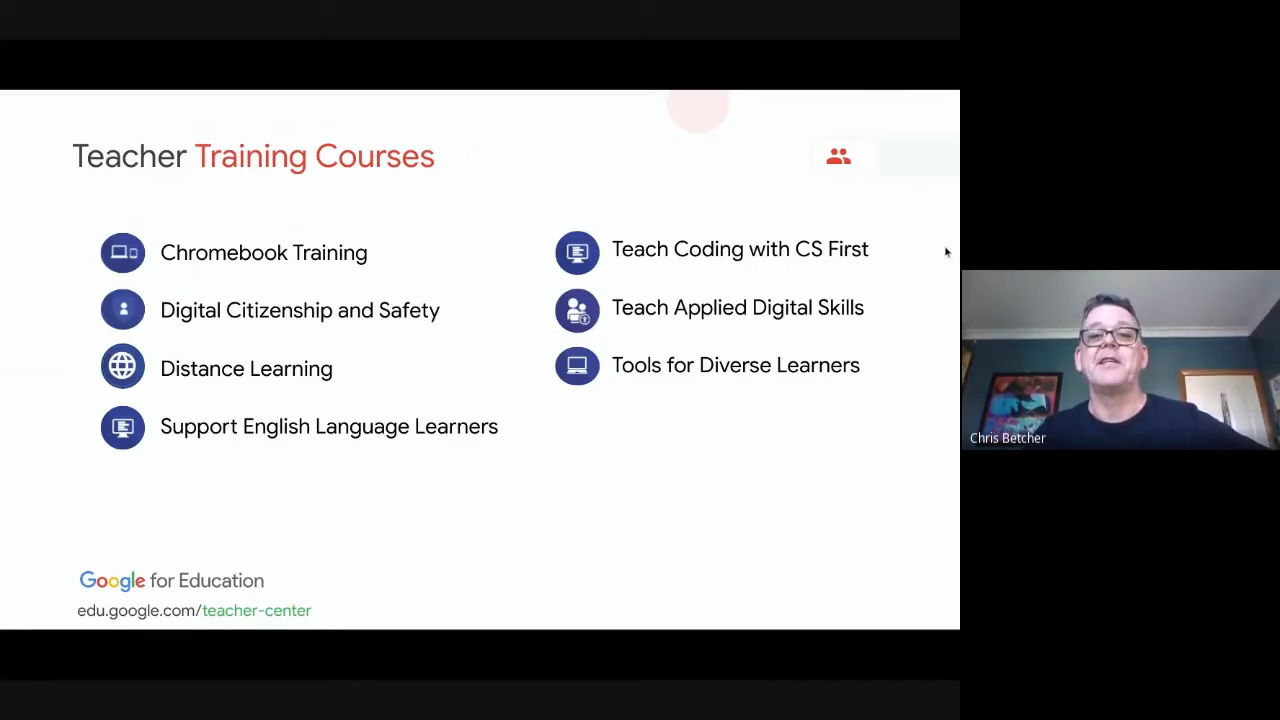 Teacher Training Courses
Chromebook Training
Digital Citizenship and Safety
Distance Learning
Support English Language Learners
Teach Coding with CS First
Teach Applied Digital Skills
Tools for Diverse Learners
Google for Education
edu.google.com/teacher-center
Chris Betcher